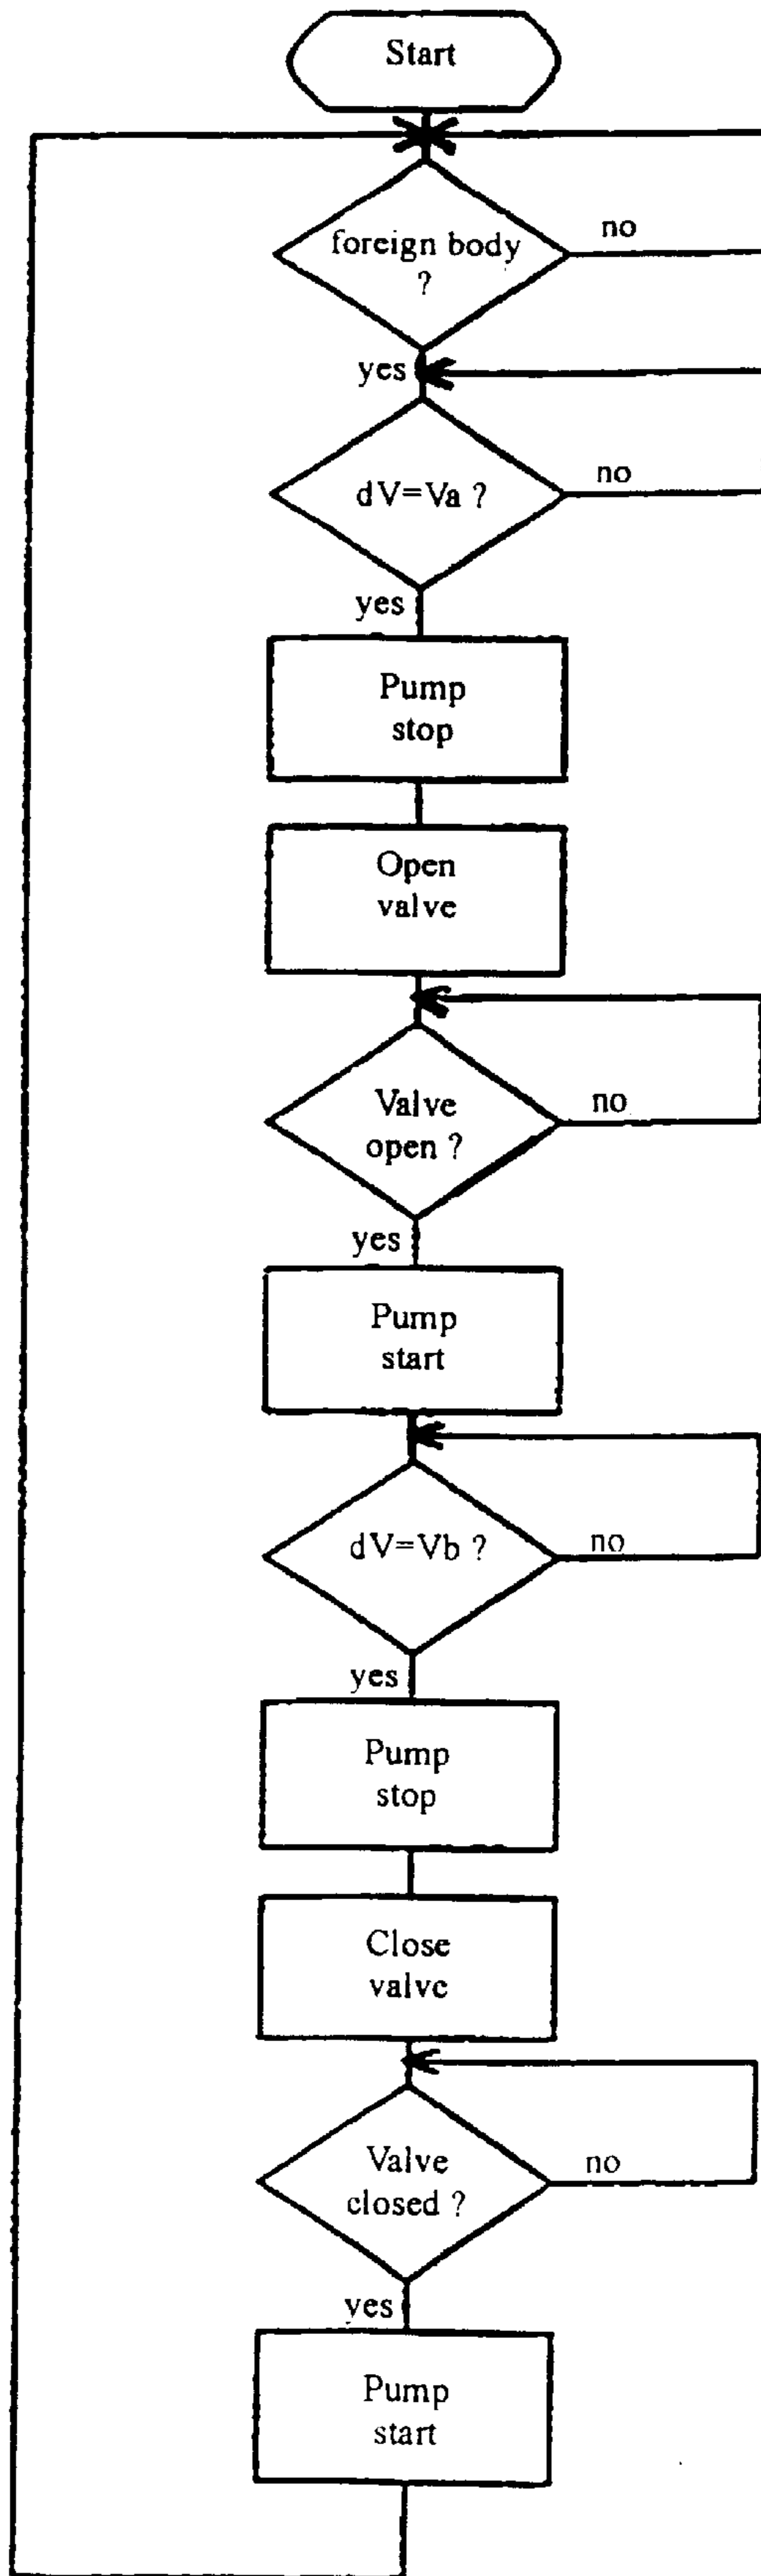 Start
foreign body
?
no
yes
dV=Va ?
no
yes
Pump
stop
Open
valve
Valve
open ?
no
yes
Pump
start
dV=Vb ?
no
yes
Pump
stop
Close
valve
Valve
closed ?
no
yes
Pump
start